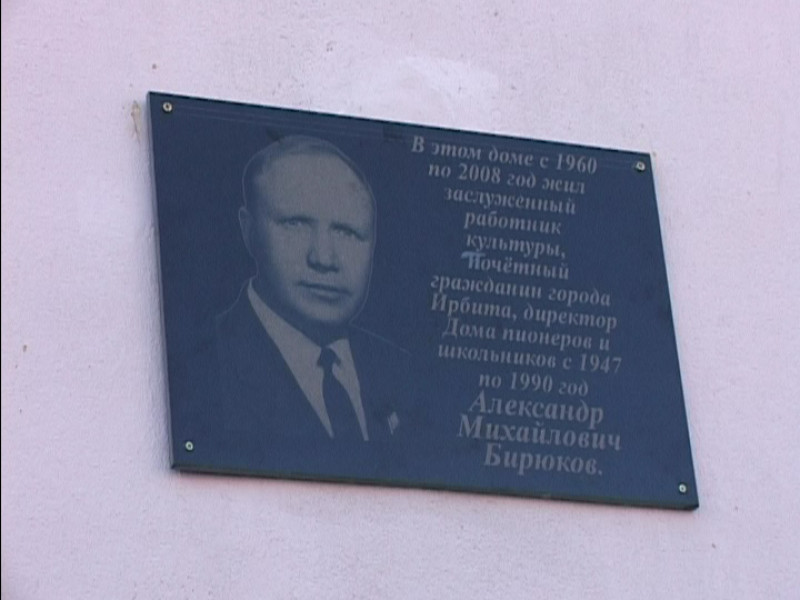 В этом доме с 1960
по 2008 год жил
заслуженный
работник
культуры,
Почётный
гражданин города
Ирбита, директор
Дома пионеров и
школьников с 1947
по 1990 год
Александр
Михайлович
Бирюков.